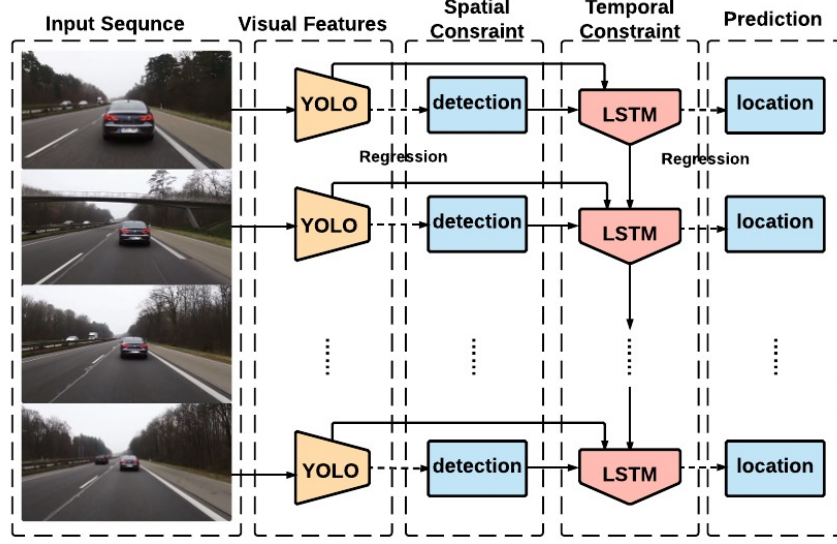 Input Sequnce
Visual Features
Spatial
Consraint
Temporal
Constraint
Prediction
YOLO
detection
LSTM
location
Regression
Regression
YOLO
detection
LSTM
location
YOLO
detection
LSTM
location